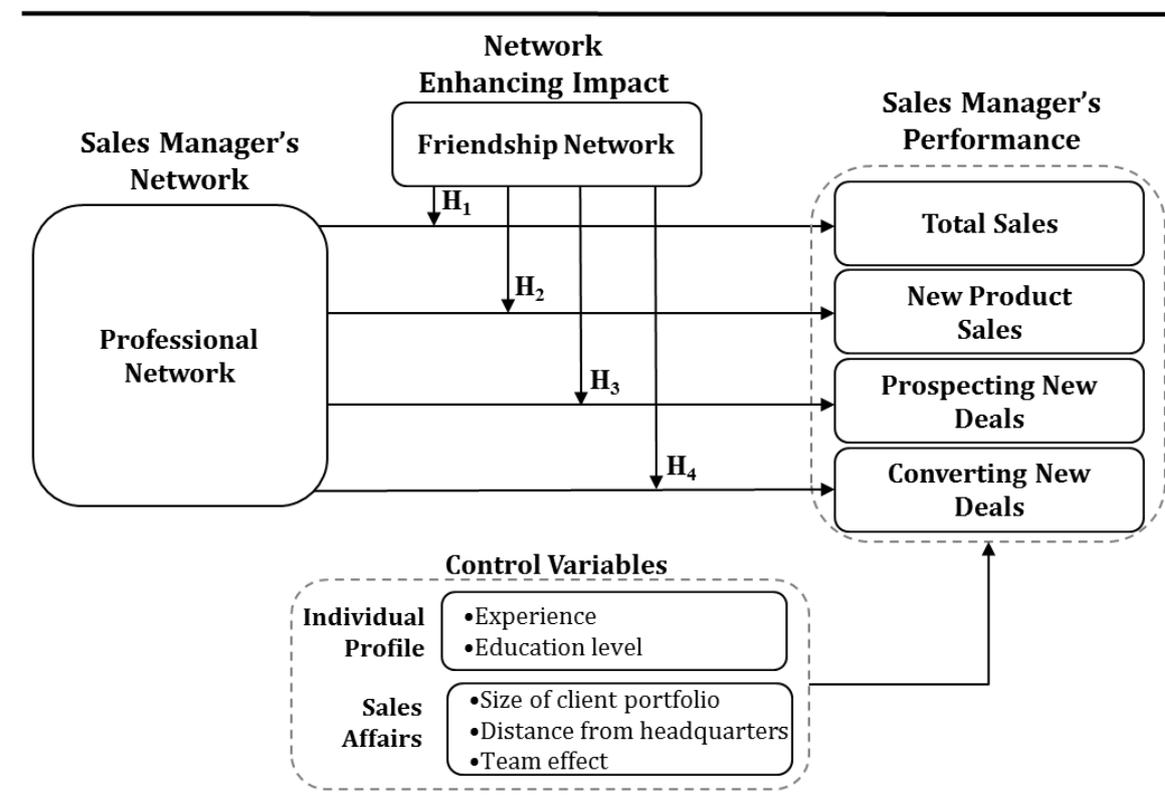 Network
Enhancing Impact
Friendship Network
Sales Manager's
Network
Professional
Network
Sales Manager's
Performance
H1
H2
H3
H4
Total Sales
New Product
Sales
Prospecting New
Deals
Converting New
Deals
Control Variables
Individual
Profile
•Experience
•Education level
Sales
Affairs
•Size of client portfolio
•Distance from headquarters
•Team effect